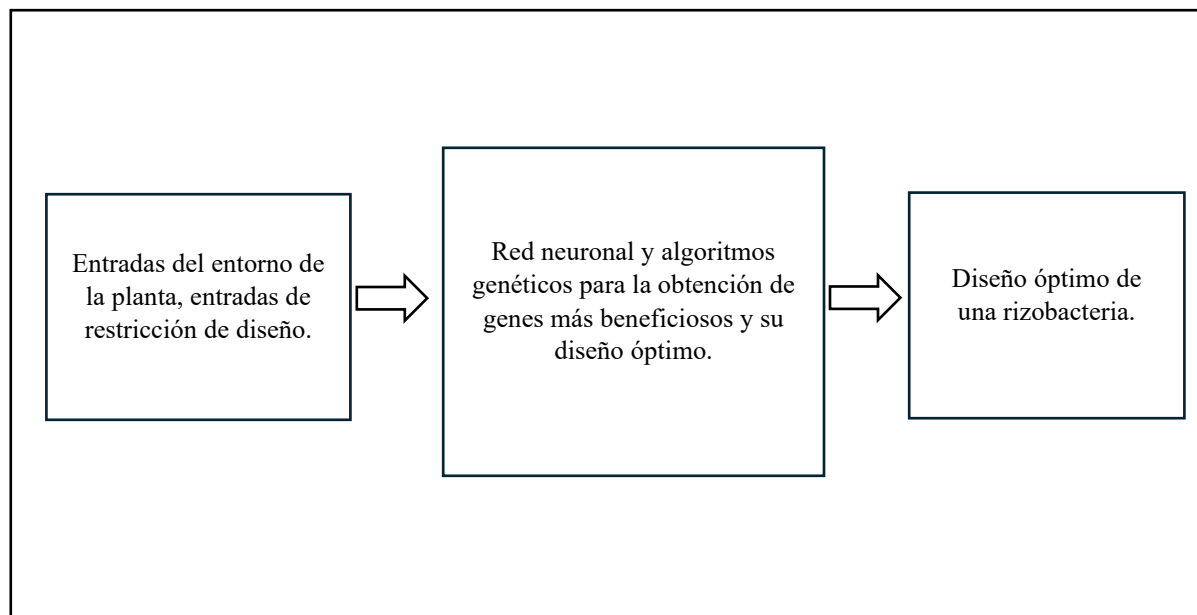 Entradas del entorno de
la planta, entradas de
restricción de diseño.
Red neuronal y algoritmos
genéticos para la obtención de
genes más beneficiosos y su
diseño óptimo.
Diseño óptimo de
una rizobacteria.